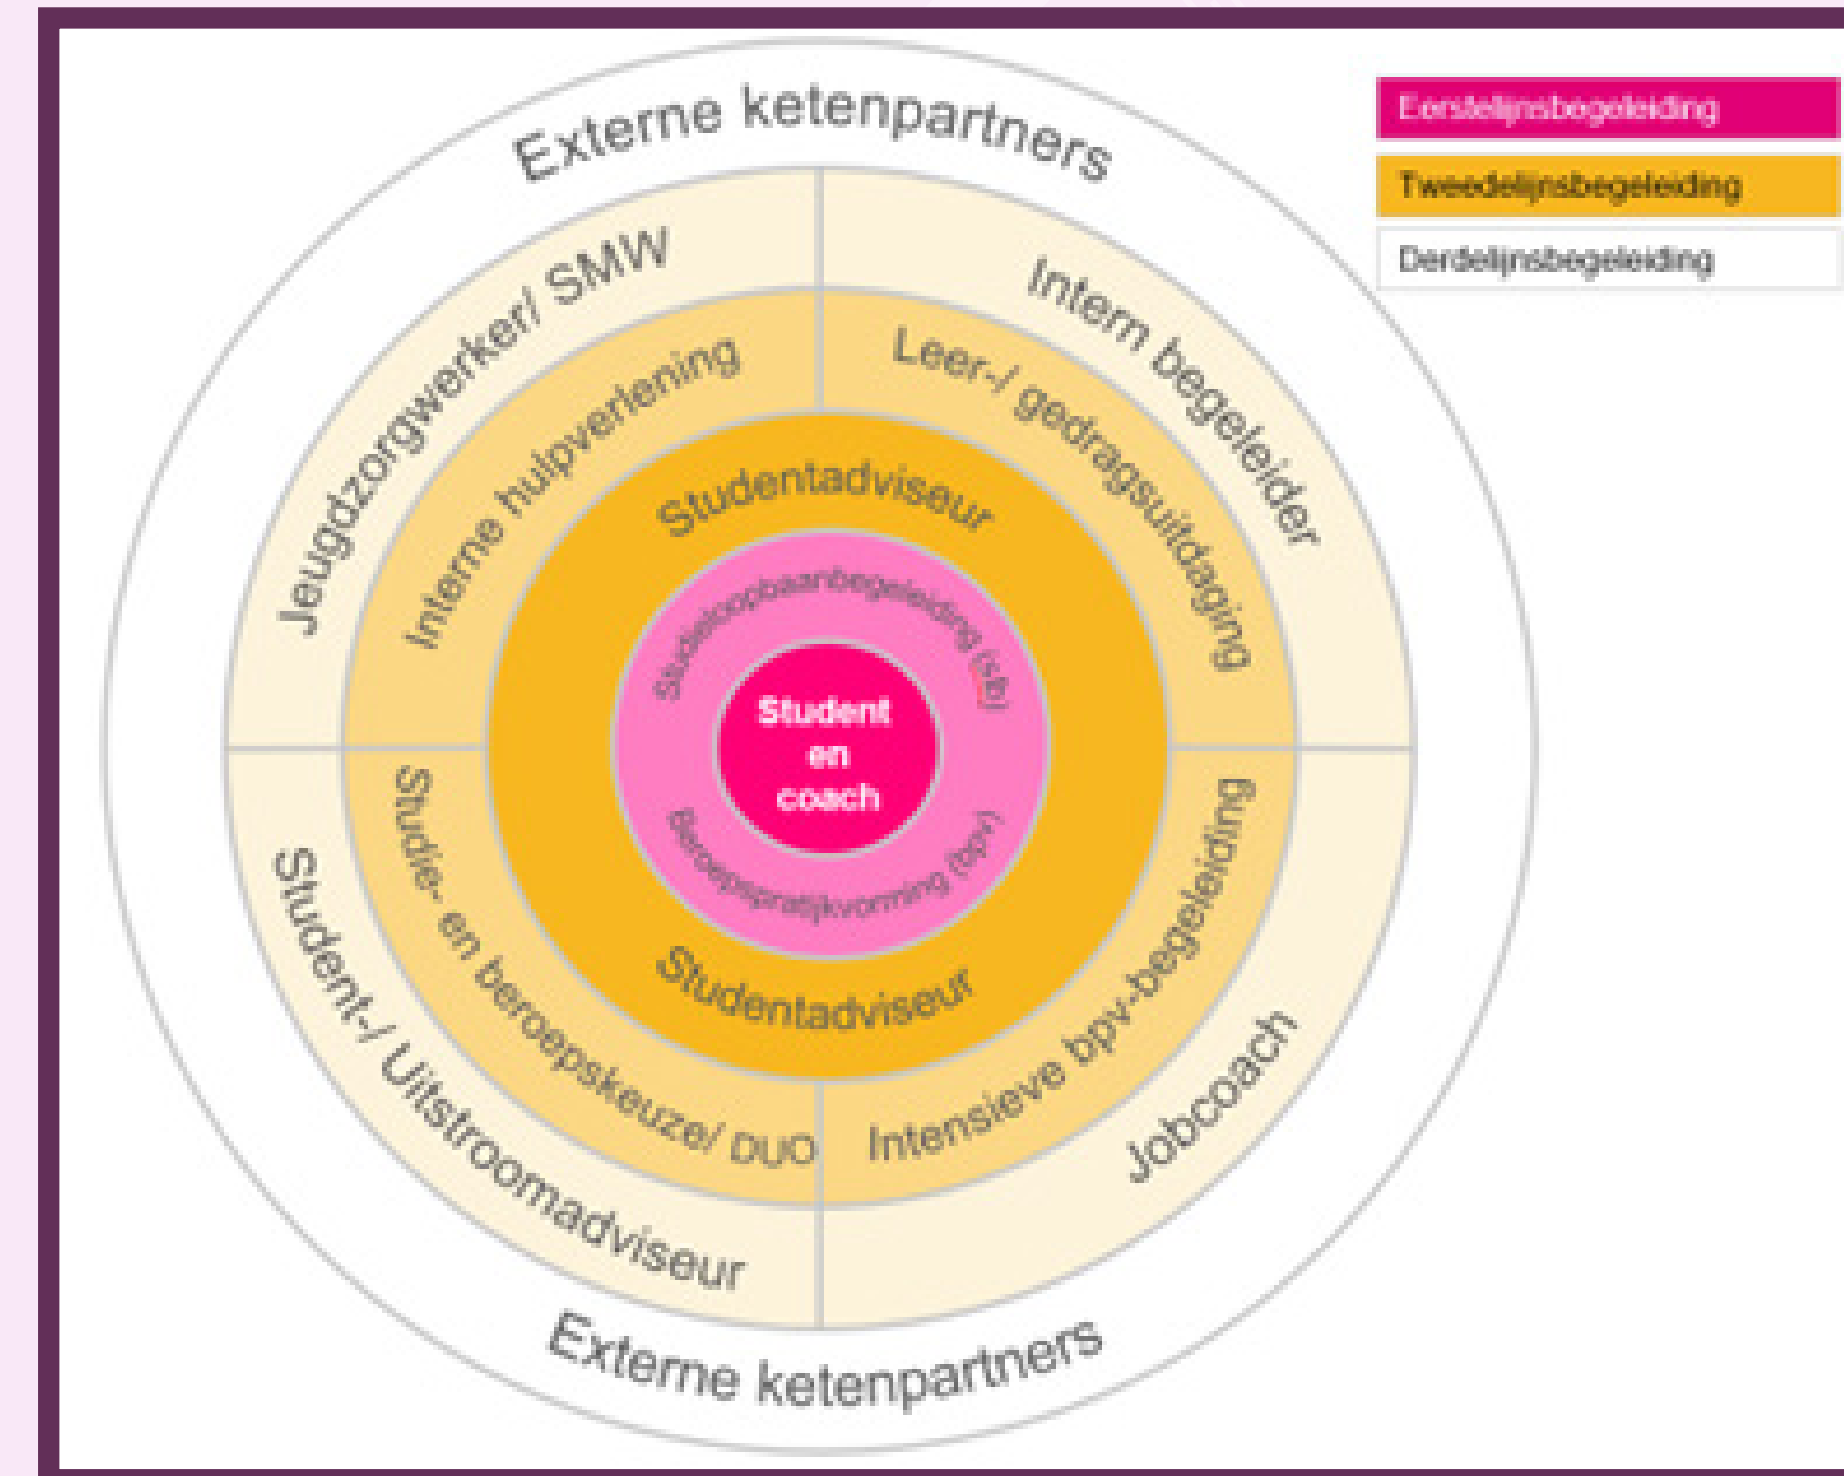 Externe ketenpartners
Eerstelijnsbegeleiding
Tweedelijnsbegeleiding
Derdelijnsbegeleiding
Jeugdzorgwerker/ SMW
Intern begeleider
Interne hulpverlening
Leer-/ gedragsuitdaging
Studentadviseur
Studieloopbaanbegeleiding (slb)
Student
en
coach
Beroepspratijkvorming (bpv)
Studentadviseur
Studie- en beroepskeuze/ DUO
Intensieve bpv-begeleiding
Student-/ Uitstroomadviseur
Jobcoach
Externe ketenpartners